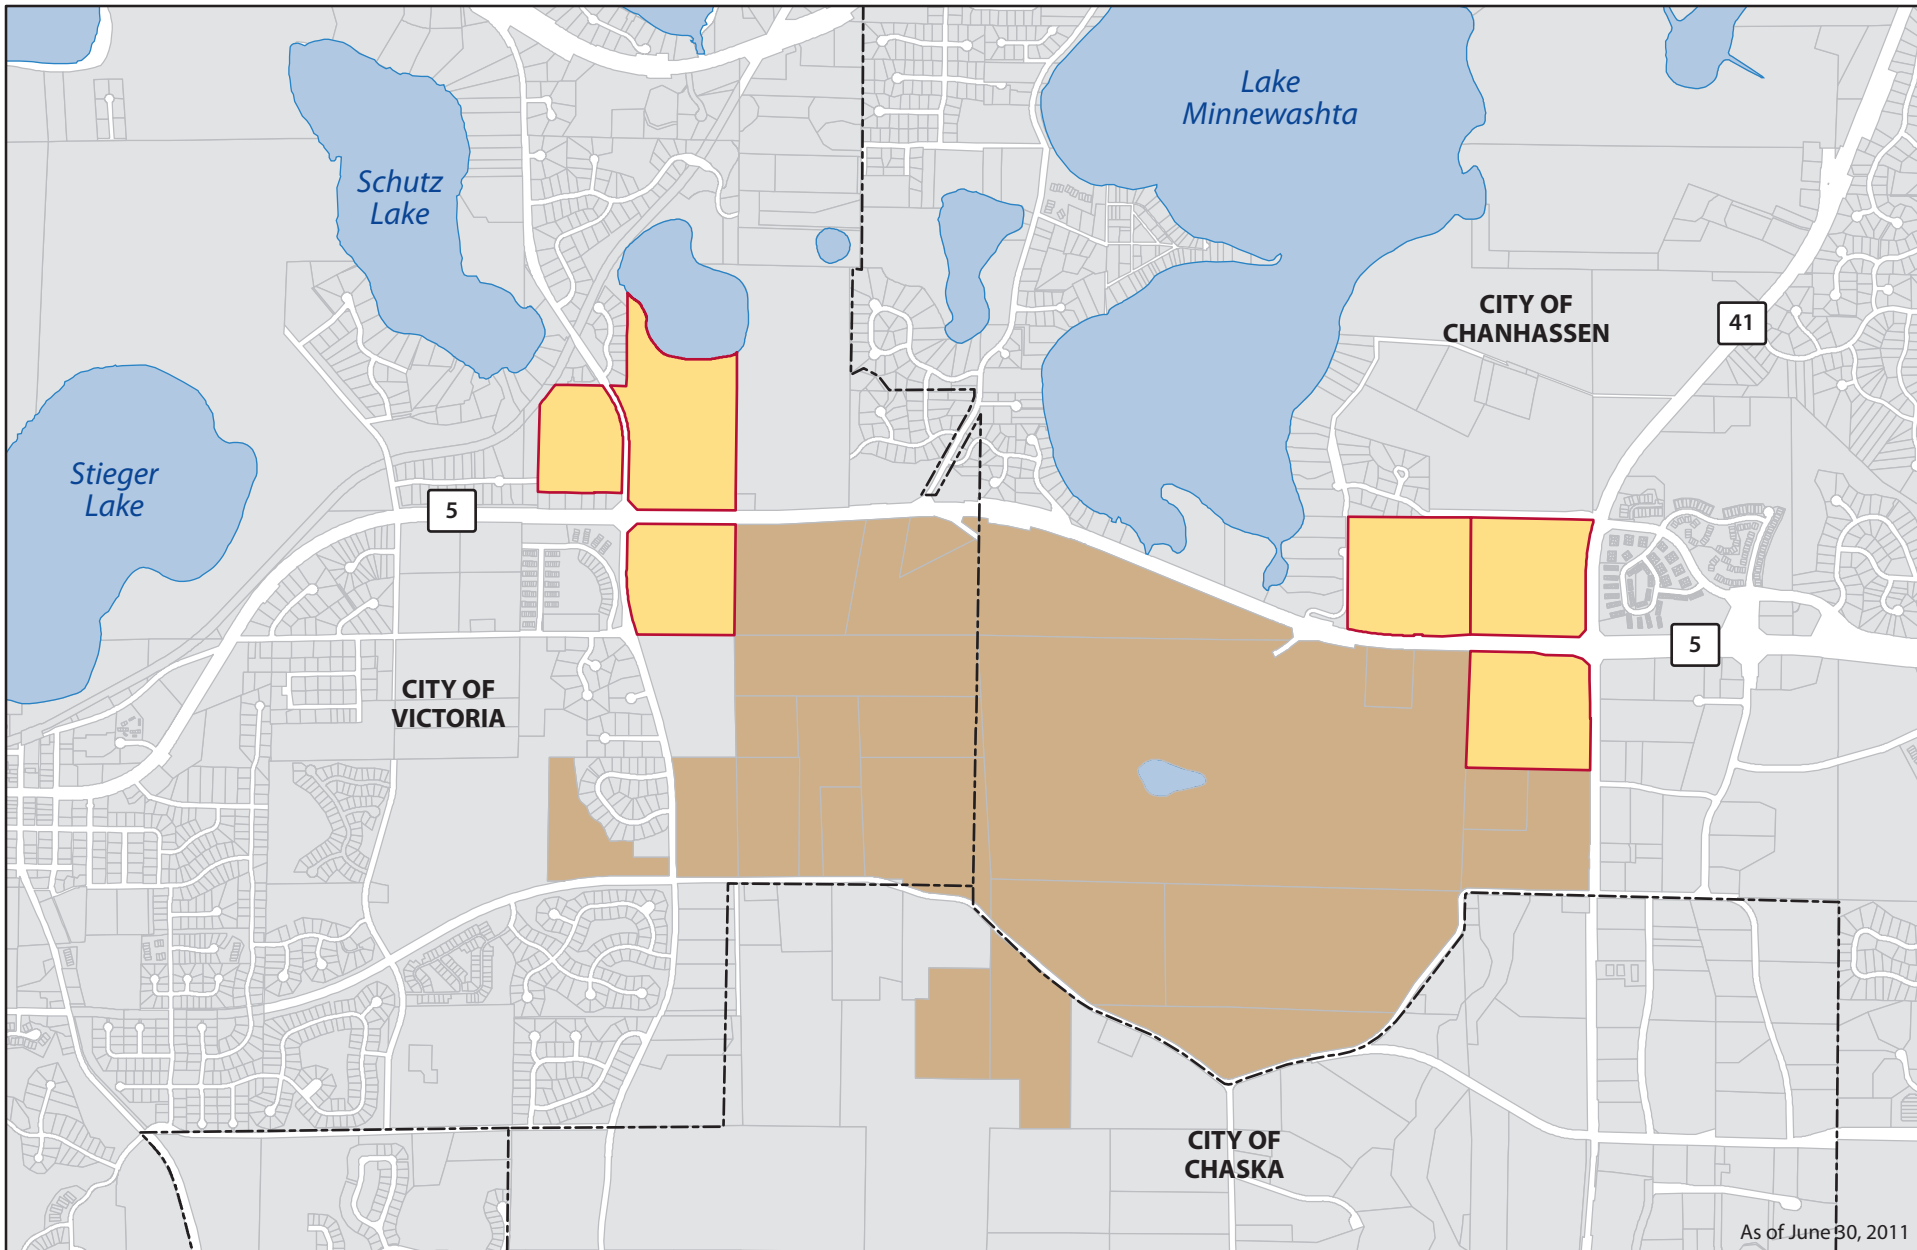 Lake
Minnewashta
Schutz
Lake
CITY OF
CHANHASSEN
41
Stieger
Lake
5
5
CITY OF
VICTORIA
CITY OF
CHASKA
As of June 30, 2011